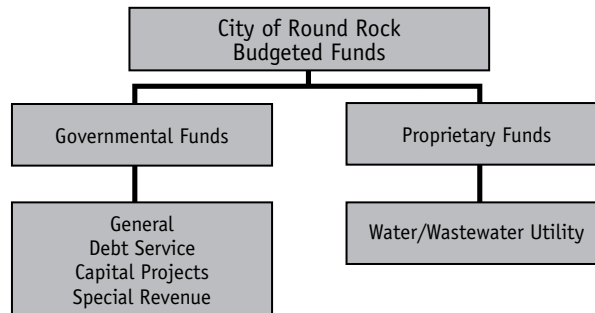 City of Round Rock
Budgeted Funds
Governmental Funds
Proprietary Funds
General
Debt Service
Capital Projects
Special Revenue
Water/Wastewater Utility